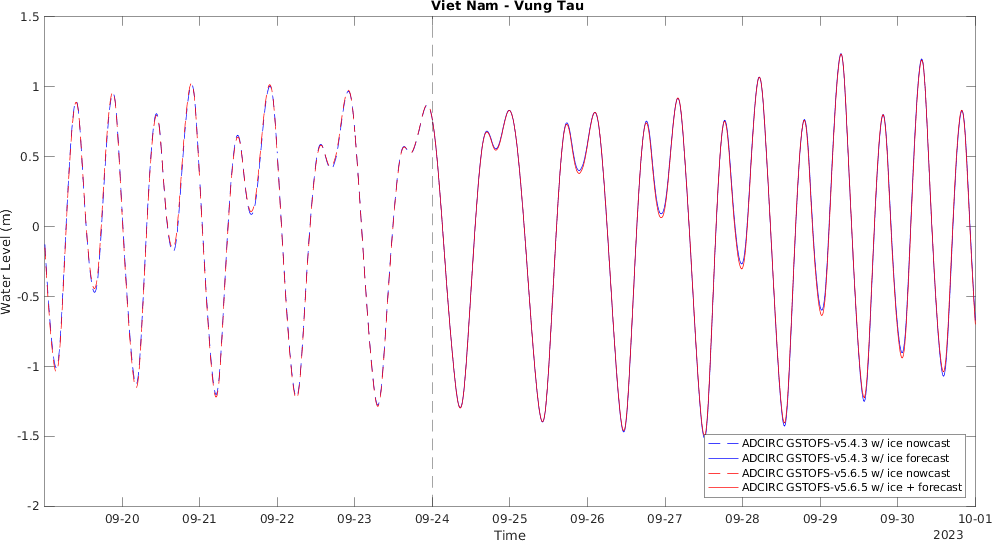 Viet Nam - Vung Tau
1.5
1
0.5
0
-0.5
-1
-1.5
-2
Water Level (m)
09-20 09-21 09-22 09-23 09-24 09-25 09-26 09-27 09-28 09-29 09-30 10-01
Time
2023
ADCIRC GSTOFS-v5.4.3 w/ ice nowcast
ADCIRC GSTOFS-v5.4.3 w/ ice forecast
ADCIRC GSTOFS-v5.6.5 w/ ice nowcast
ADCIRC GSTOFS-v5.6.5 w/ ice + forecast